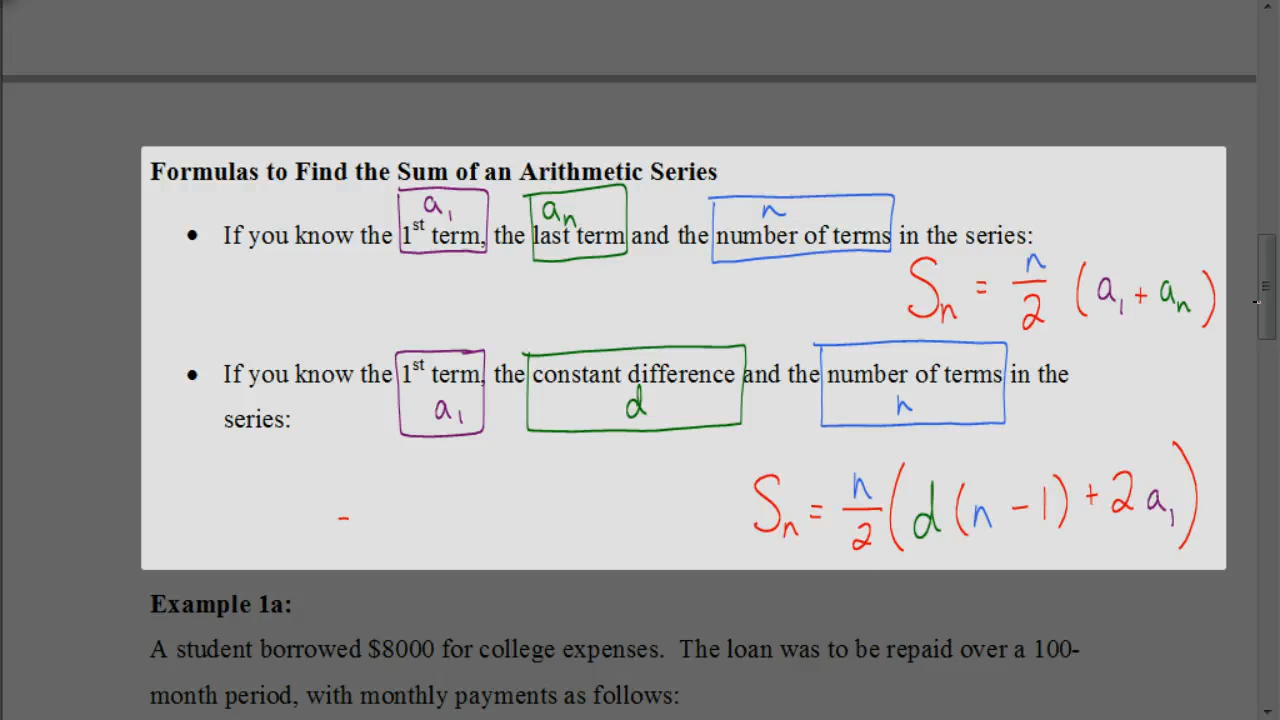 Formulas to Find the Sum of an Arithmetic Series
a₁ aₙ n
• If you know the 1st term, the last term and the number of terms in the series:
Sₙ = n/2 (a₁ + aₙ)
• If you know the 1st term, the constant difference and the number of terms in the
a₁ d n
series:
Sₙ = n/2 (d(n - 1) + 2a₁)
Example 1a:
A student borrowed $8000 for college expenses. The loan was to be repaid over a 100-
month period, with monthly payments as follows: